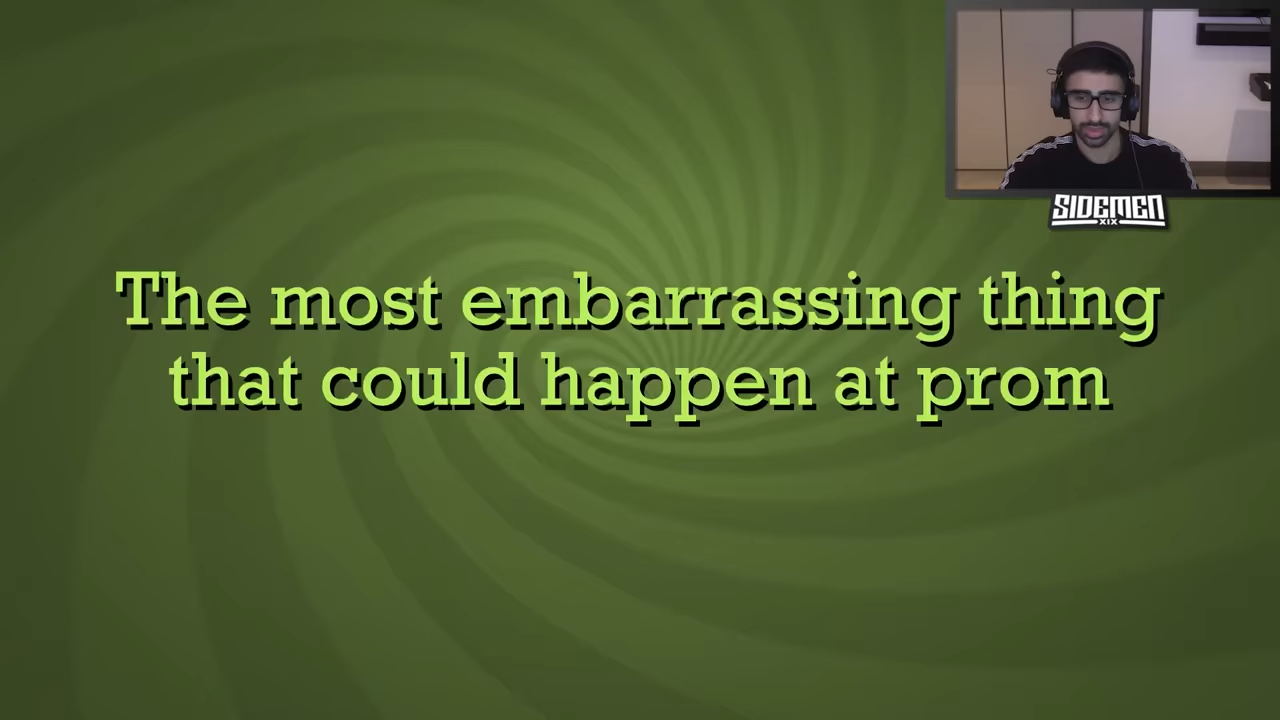 SIDEMEN
XIX
The most embarrassing thing
that could happen at prom